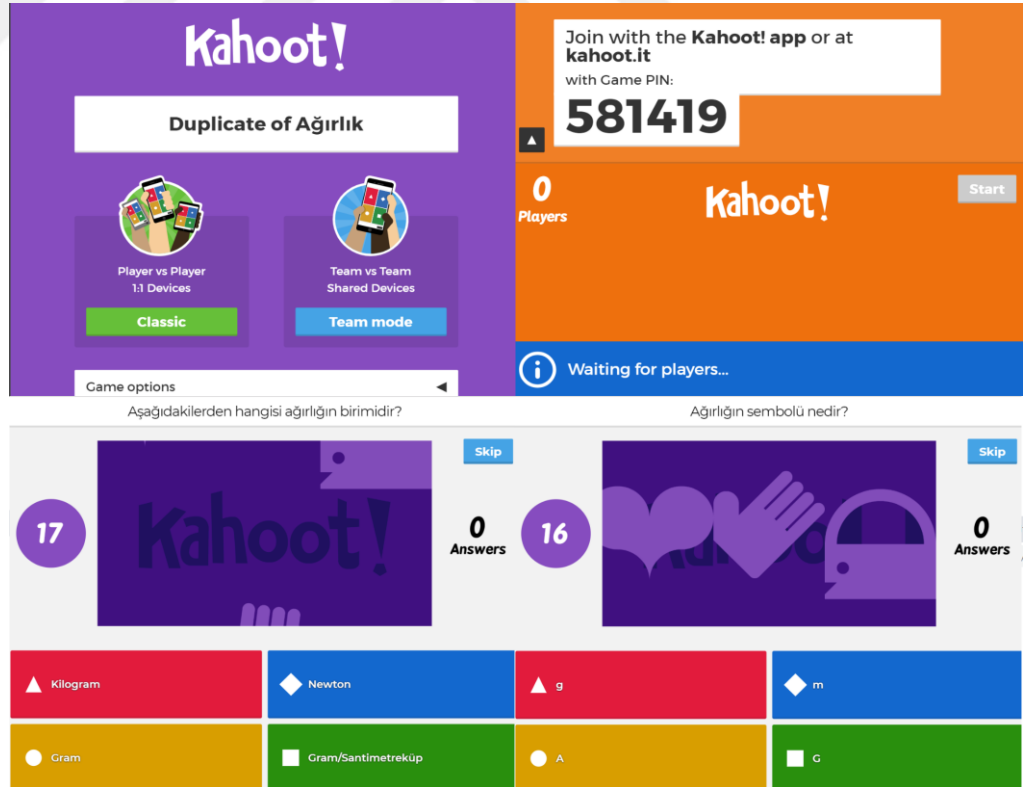 Kahoot!
Duplicate of Ağırlık
Player vs Player
1:1 Devices
Classic
Team vs Team
Shared Devices
Team mode
Game options
Join with the Kahoot! app or at
kahoot.it
with Game PIN:
581419
0
Players
Kahoot!
Start
Waiting for players...
Aşağıdakilerden hangisi ağırlığın birimidir?
Skip
17
Kahoot!
0
Answers
Kilogram
Newton
Gram
Gram/Santimetreküp
Ağırlığın sembolü nedir?
Skip
16
0
Answers
g
m
A
G